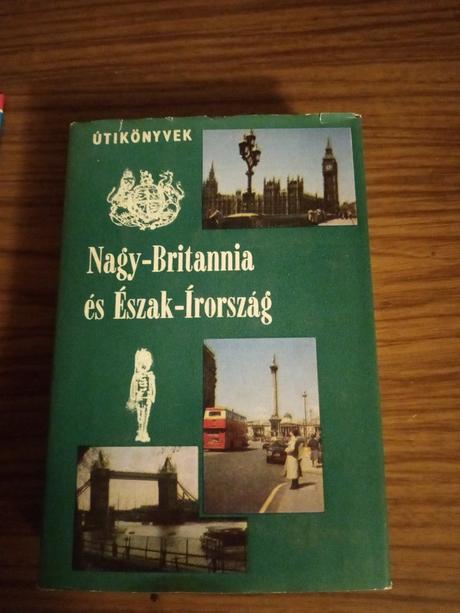 ÚTIKÖNYVEK
Nagy-Britannia
és Észak-Írország